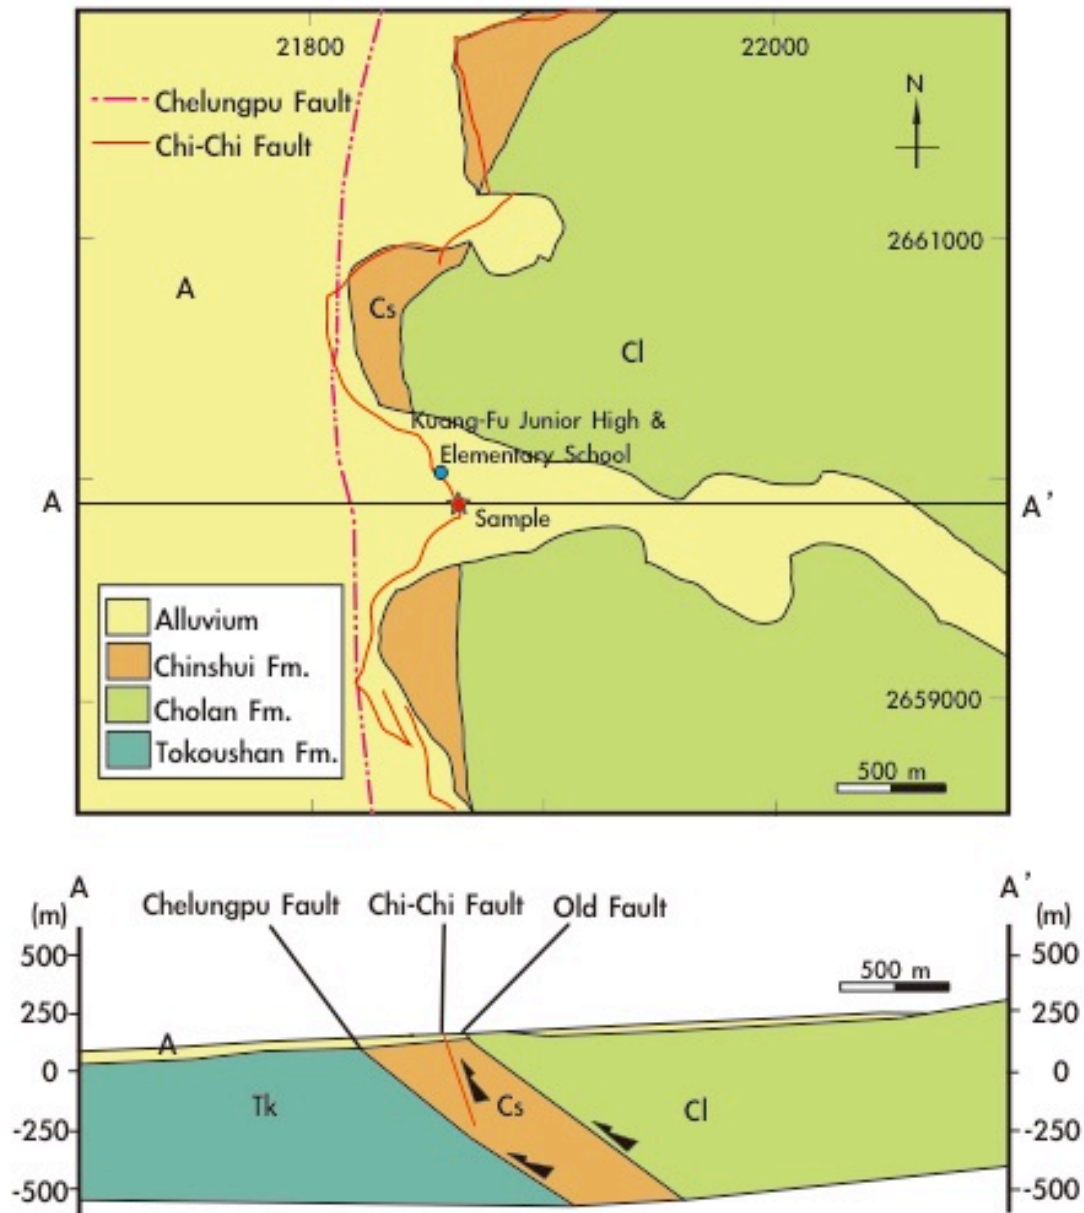 21800
22000
Chelungpu Fault
Chi-Chi Fault
N
2661000
A
Cs
Cl
Kuang-Fu Junior High &
Elementary School
A
A'
Sample
Alluvium
Chinshui Fm.
Cholan Fm.
Tokoushan Fm.
2659000
500 m
A
A'
(m)
Chelungpu Fault
Chi-Chi Fault
Old Fault
(m)
500
500 m
500
250
250
A
0
0
Tk
Cs
Cl
-250
-250
-500
-500